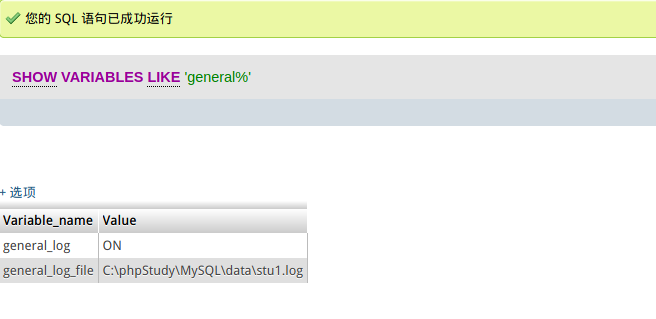 您的 SQL 语句已成功运行
SHOW VARIABLES LIKE 'general%'
+ 选项
Variable_name Value
general_log ON
general_log_file C:\phpStudy\MySQL\data\stu1.log